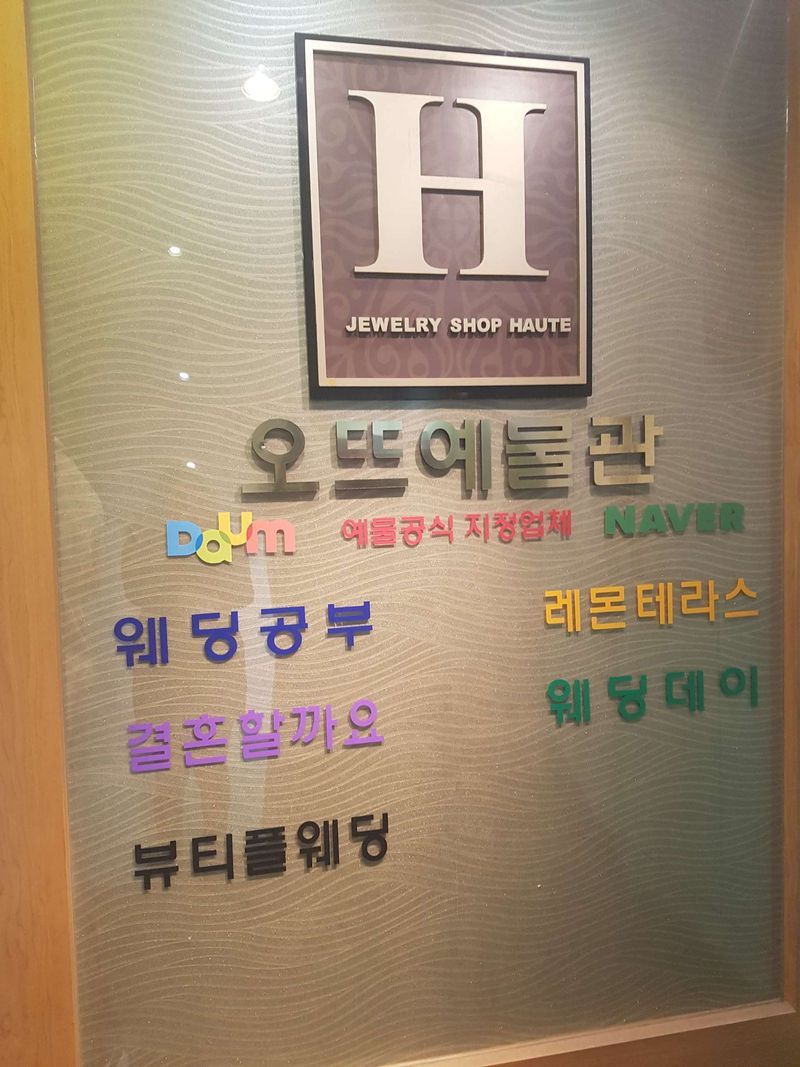 H
JEWELRY SHOP HAUTE
오뜨예물관
Daum 예물공식 지정업체 NAVER
웨딩공부 레몬테라스
결혼할까요 웨딩데이
뷰티플웨딩